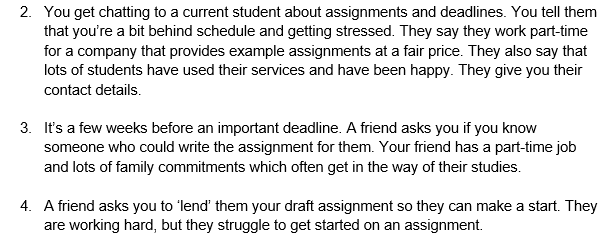 2. You get chatting to a current student about assignments and deadlines. You tell them
that you’re a bit behind schedule and getting stressed. They say they work part-time
for a company that provides example assignments at a fair price. They also say that
lots of students have used their services and have been happy. They give you their
contact details.
3. It’s a few weeks before an important deadline. A friend asks you if you know
someone who could write the assignment for them. Your friend has a part-time job
and lots of family commitments which often get in the way of their studies.
4. A friend asks you to ‘lend’ them your draft assignment so they can make a start. They
are working hard, but they struggle to get started on an assignment.